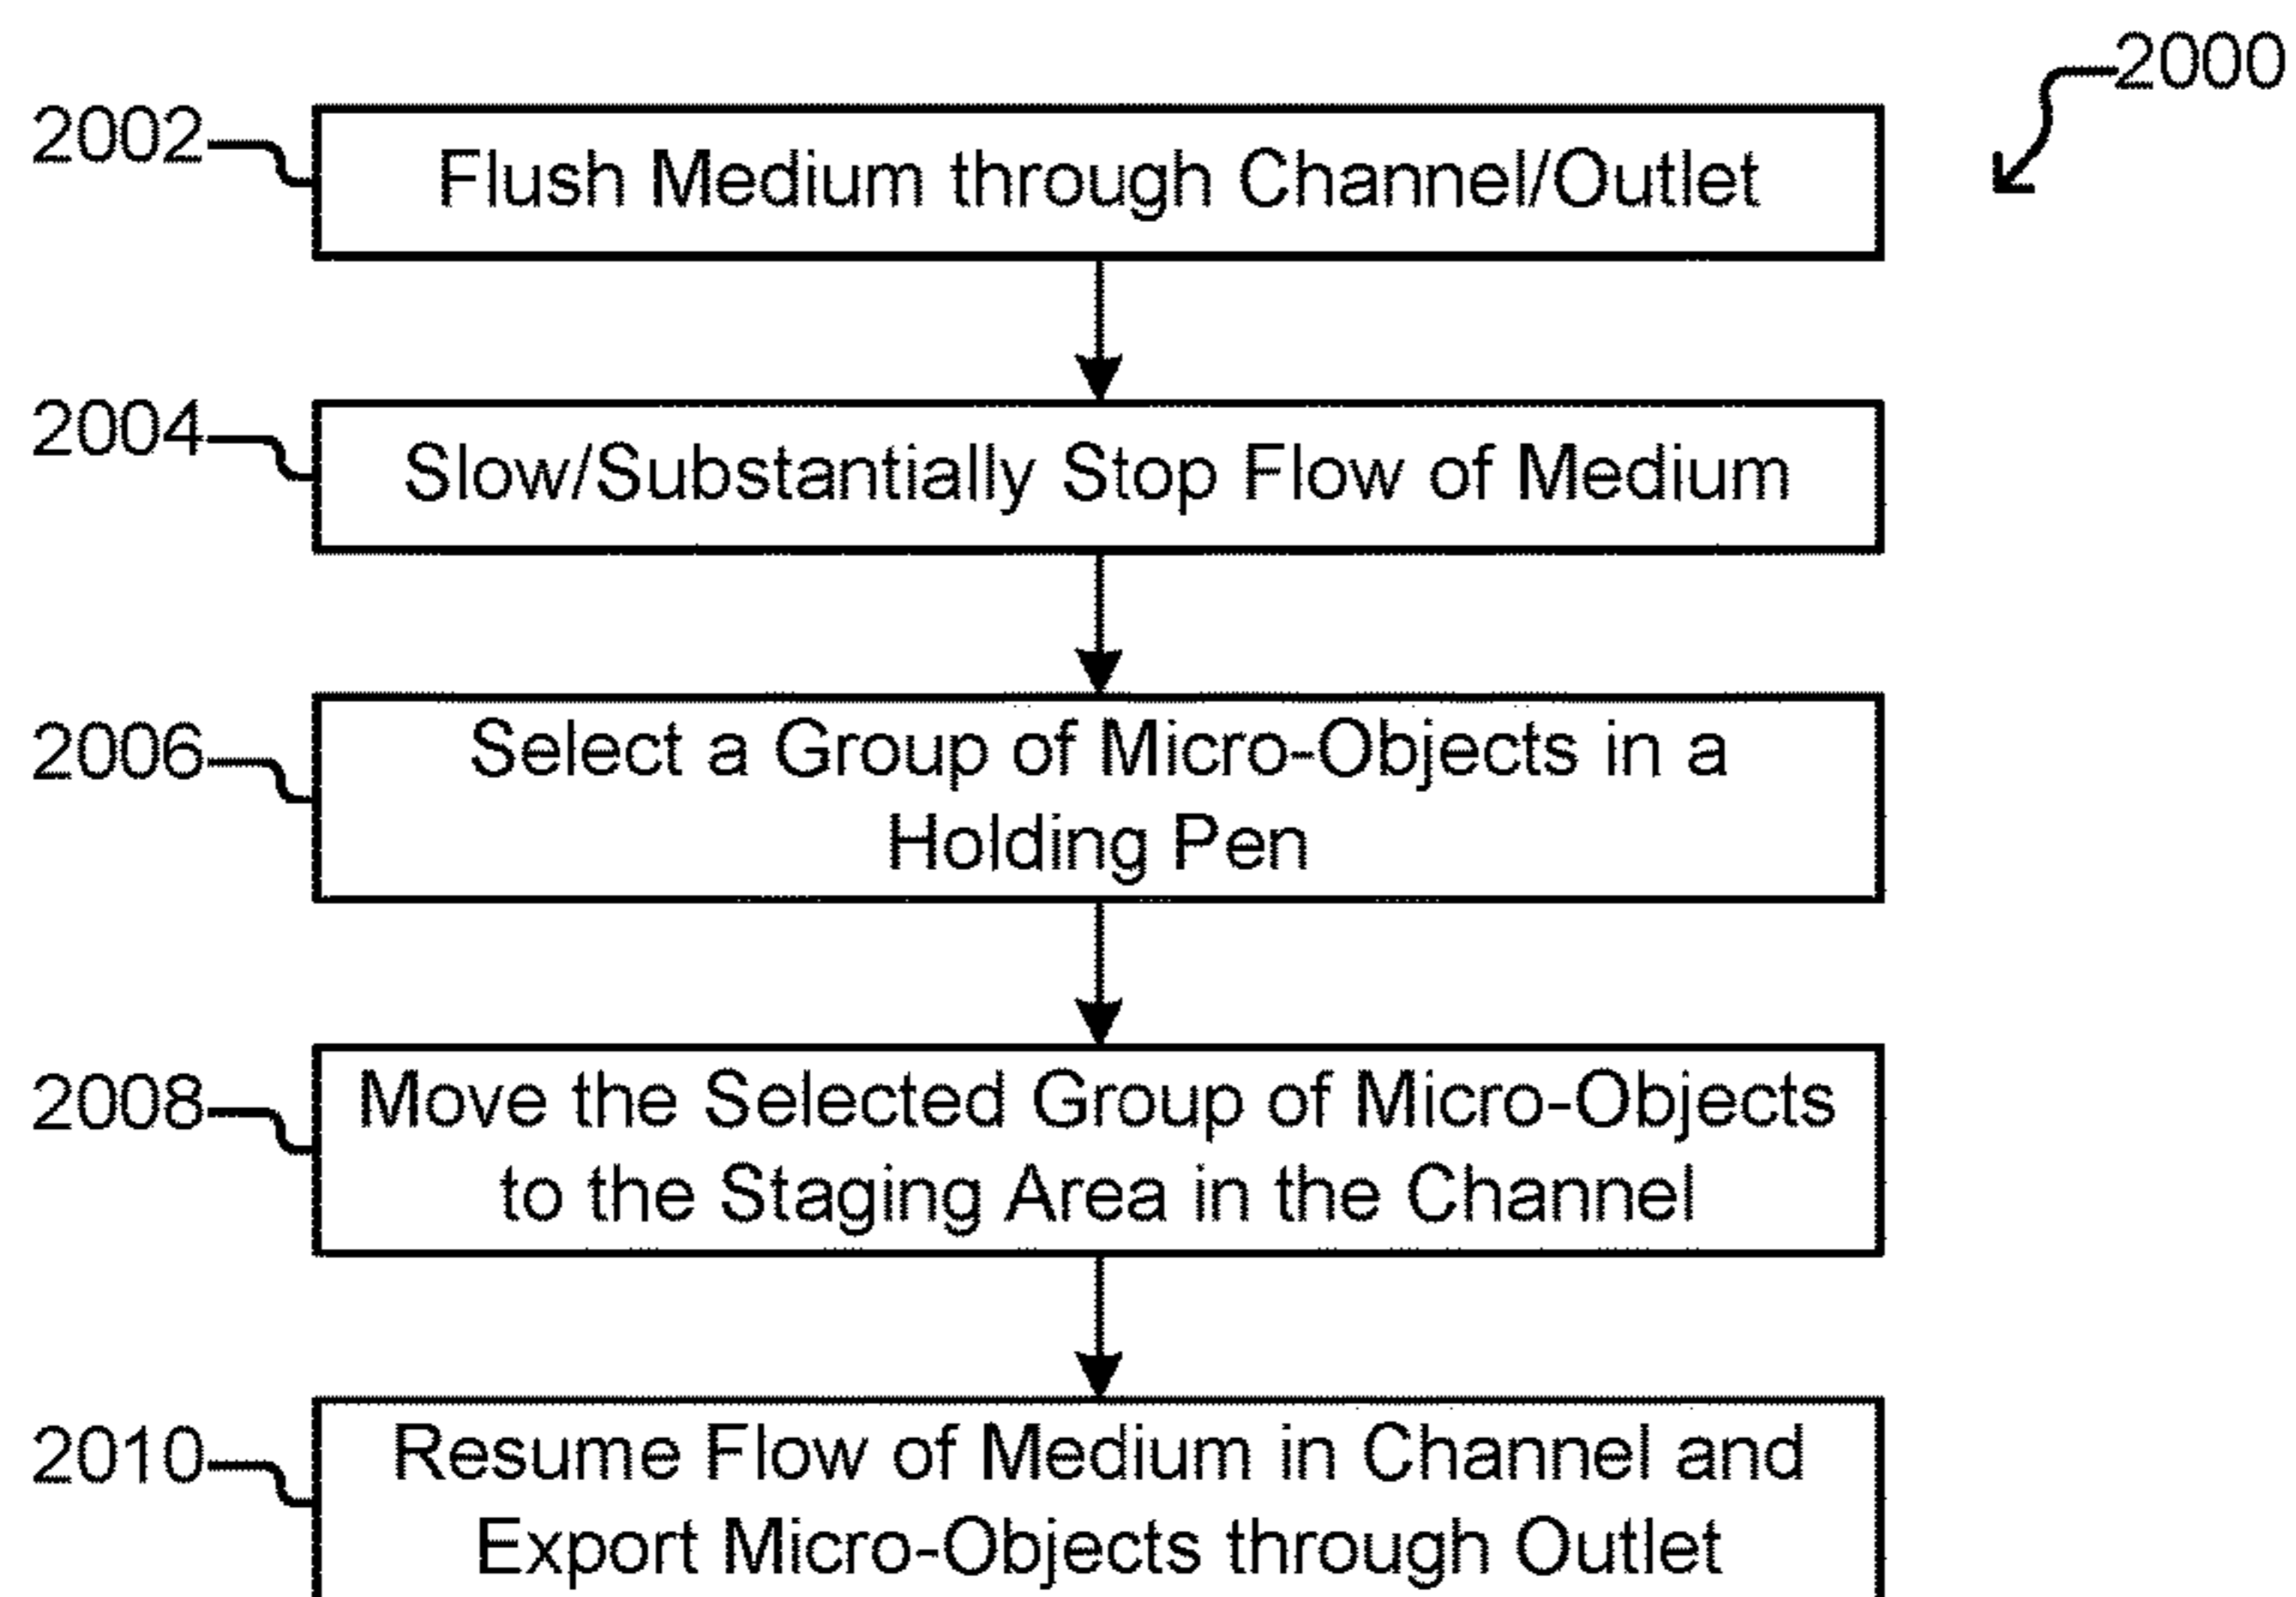 2000
2002
Flush Medium through Channel/Outlet
2004
Slow/Substantially Stop Flow of Medium
2006
Select a Group of Micro-Objects in a
Holding Pen
2008
Move the Selected Group of Micro-Objects
to the Staging Area in the Channel
2010
Resume Flow of Medium in Channel and
Export Micro-Objects through Outlet